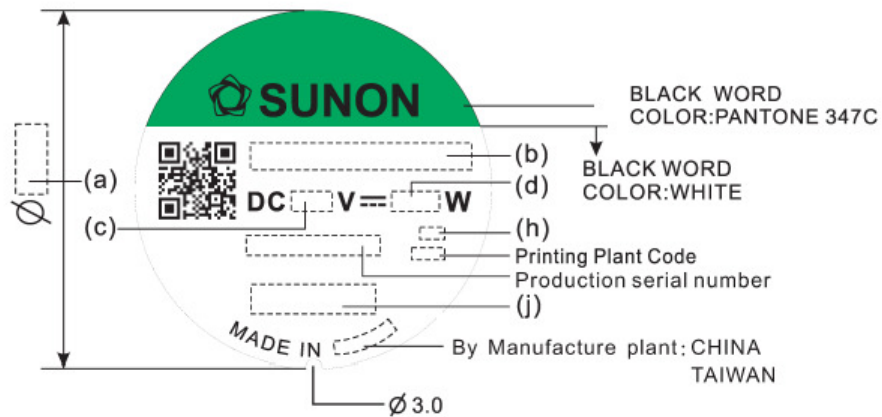 SUNON
BLACK WORD
COLOR:PANTONE 347C
(a)
(b)
BLACK WORD
COLOR:WHITE
(d)
DC V W
(c)
(h)
Printing Plant Code
Production serial number
(j)
MADE IN
By Manufacture plant: CHINA
TAIWAN
Ø
Ø 3.0